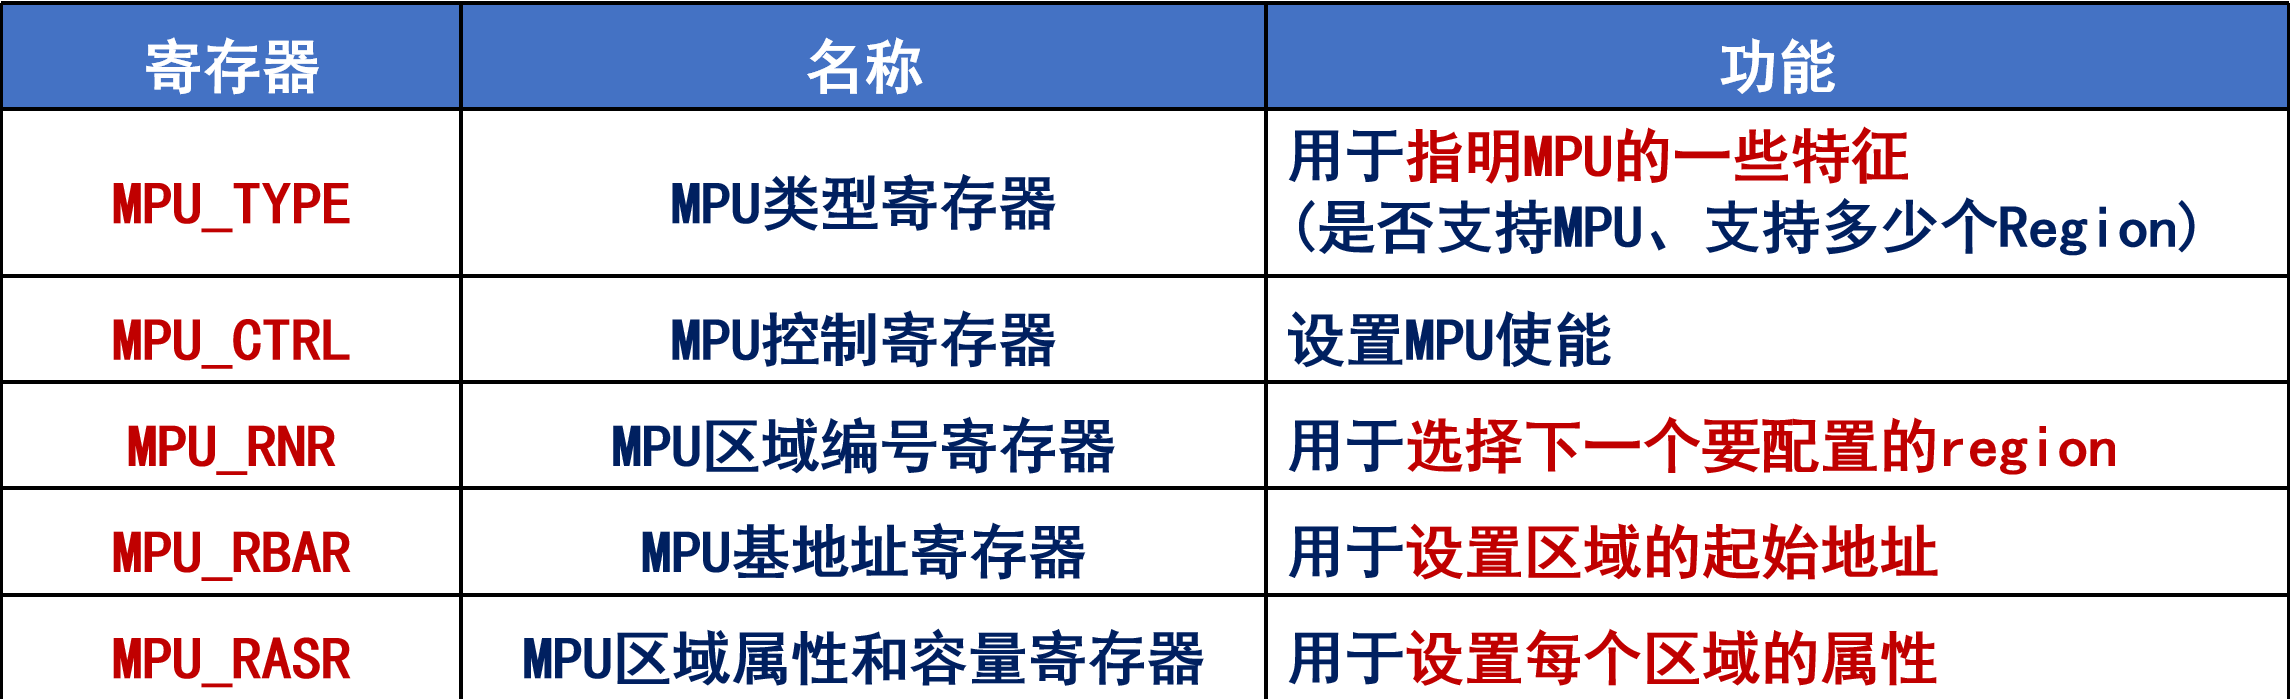 寄存器 名称 功能
MPU_TYPE MPU类型寄存器 用于指明MPU的一些特征
(是否支持MPU、支持多少个Region)
MPU_CTRL MPU控制寄存器 设置MPU使能
MPU_RNR MPU区域编号寄存器 用于选择下一个要配置的region
MPU_RBAR MPU基地址寄存器 用于设置区域的起始地址
MPU_RASR MPU区域属性和容量寄存器 用于设置每个区域的属性